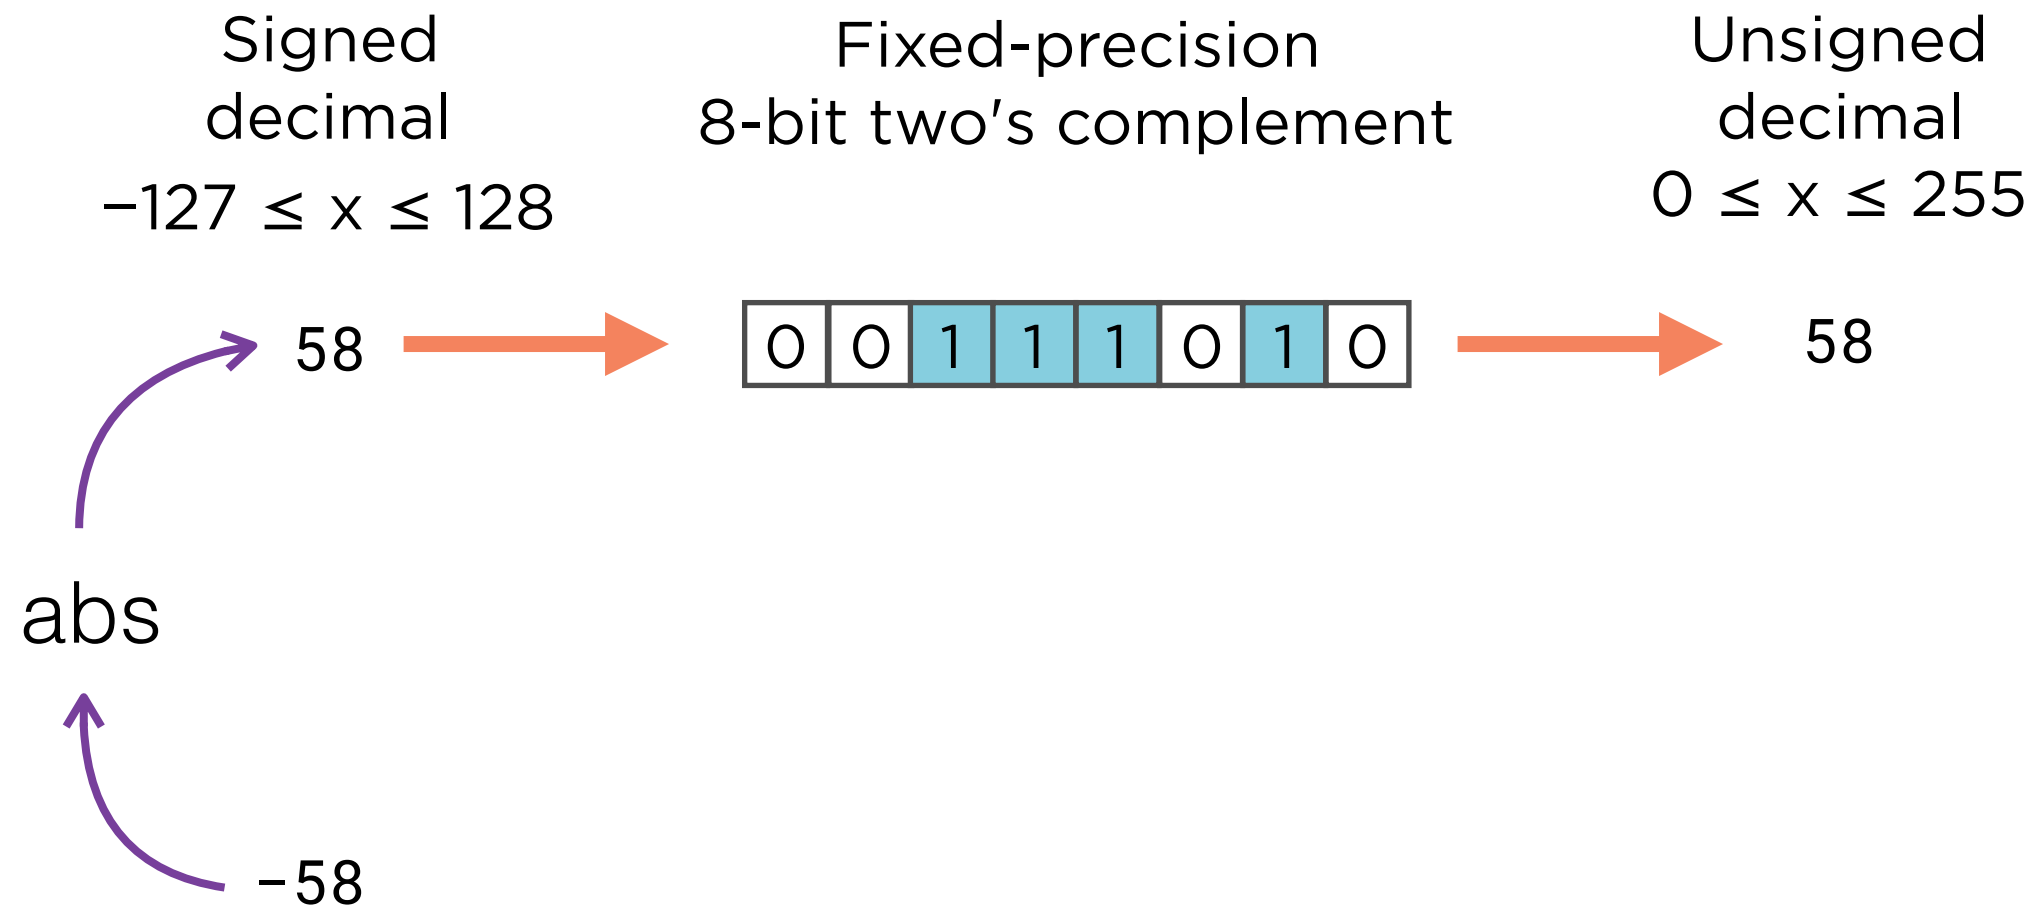 Signed
decimal
−127 ≤ x ≤ 128
Fixed-precision
8-bit two's complement
Unsigned
decimal
0 ≤ x ≤ 255
58
0 0 1 1 1 0 1 0
58
abs
-58